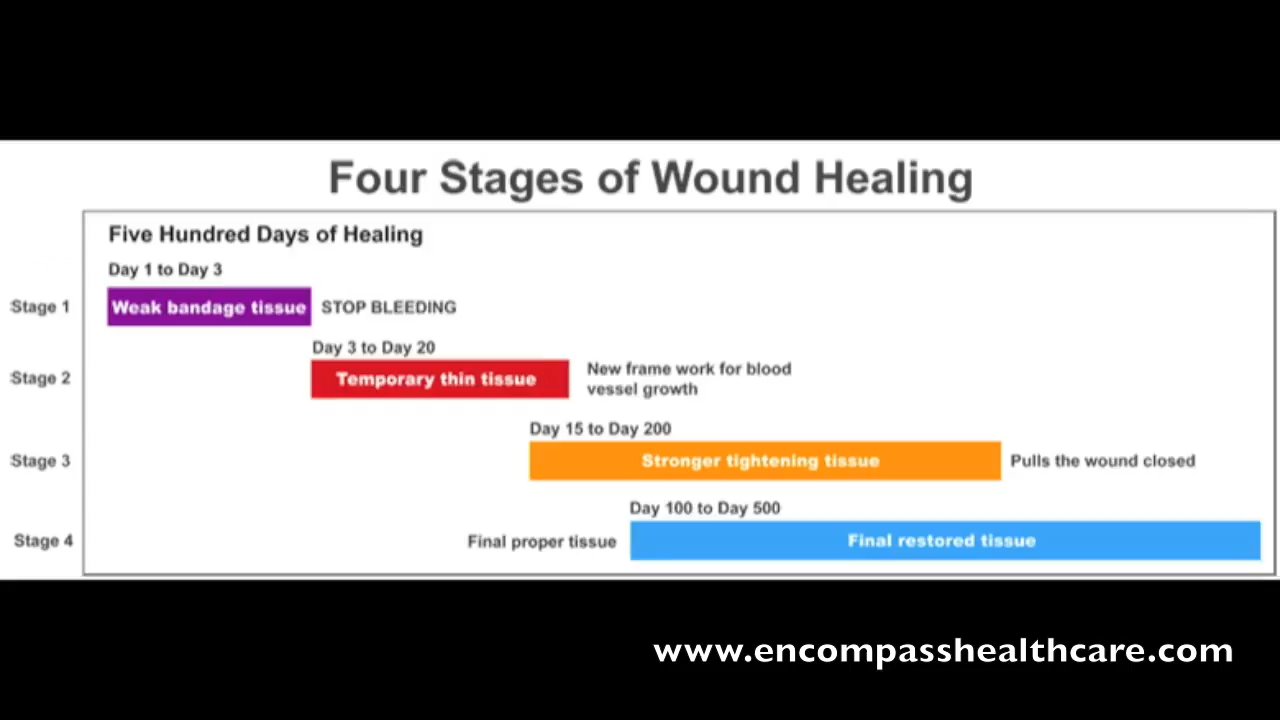 Four Stages of Wound Healing
Five Hundred Days of Healing
Day 1 to Day 3
Stage 1
Weak bandage tissue
STOP BLEEDING
Day 3 to Day 20
Stage 2
Temporary thin tissue
New frame work for blood
vessel growth
Day 15 to Day 200
Stage 3
Stronger tightening tissue
Pulls the wound closed
Day 100 to Day 500
Stage 4
Final proper tissue
Final restored tissue
www.encompasshealthcare.com